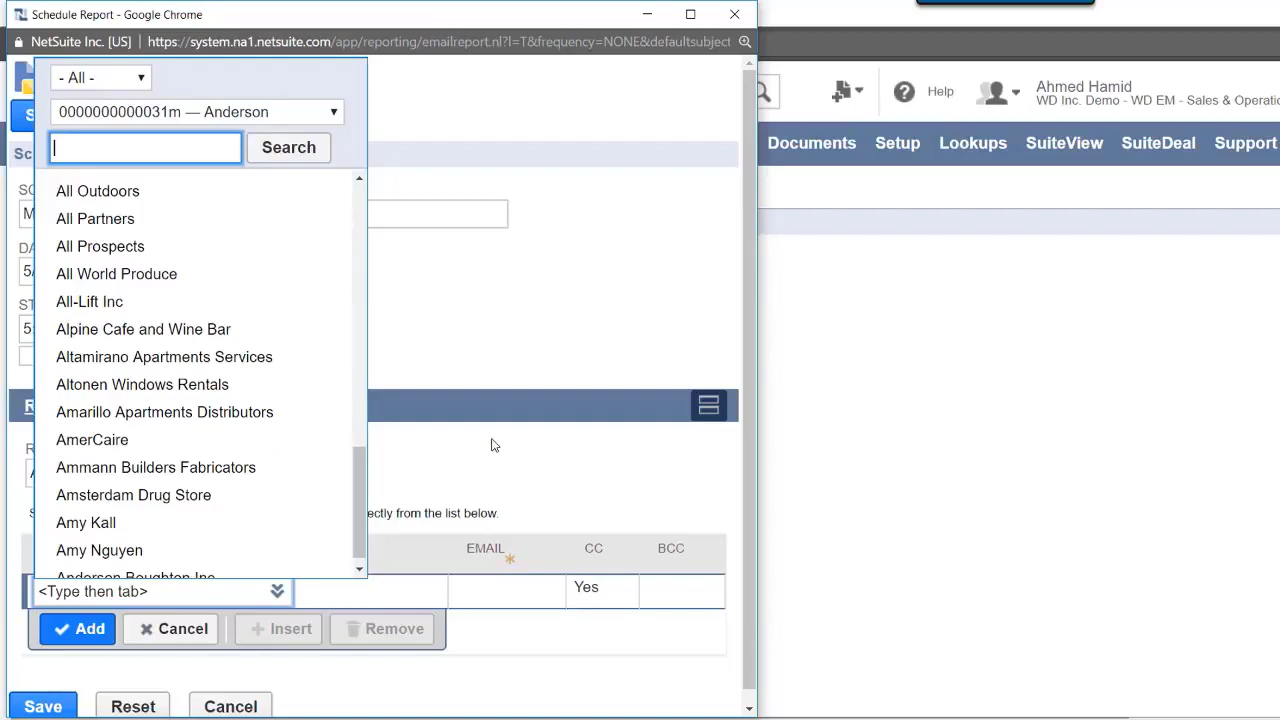 Schedule Report - Google Chrome
NetSuite Inc. [US] https://system.na1.netsuite.com/app/reporting/emailreport.nl?l=T&frequency=NONE&defaultsubject
- All -
0000000000031m — Anderson
Search
All Outdoors
All Partners
All Prospects
All World Produce
All-Lift Inc
Alpine Cafe and Wine Bar
Altamirano Apartments Services
Altonen Windows Rentals
Amarillo Apartments Distributors
AmerCaire
Ammann Builders Fabricators
Amsterdam Drug Store
Amy Kall
Amy Nguyen
Anderson Boughton Inc
ectly from the list below.
EMAIL CC BCC
<Type then tab> Yes
Add Cancel Insert Remove
Save Reset Cancel
Help Ahmed Hamid
WD Inc. Demo - WD EM - Sales & Operatio
Documents Setup Lookups SuiteView SuiteDeal Support